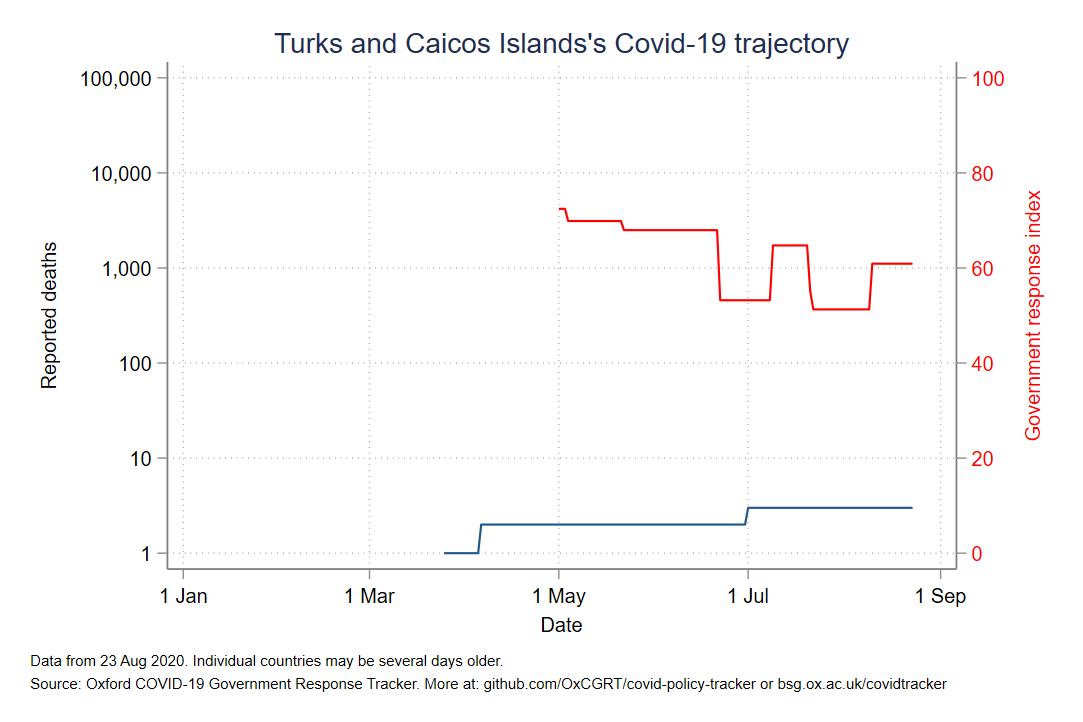 Turks and Caicos Islands's Covid-19 trajectory
100,000
10,000
1,000
100
10
1
Reported deaths
100
80
60
40
20
0
Government response index
1 Jan
1 Mar
1 May
1 Jul
1 Sep
Date
Data from 23 Aug 2020. Individual countries may be several days older.
Source: Oxford COVID-19 Government Response Tracker. More at: github.com/OxCGRT/covid-policy-tracker or bsg.ox.ac.uk/covidtracker